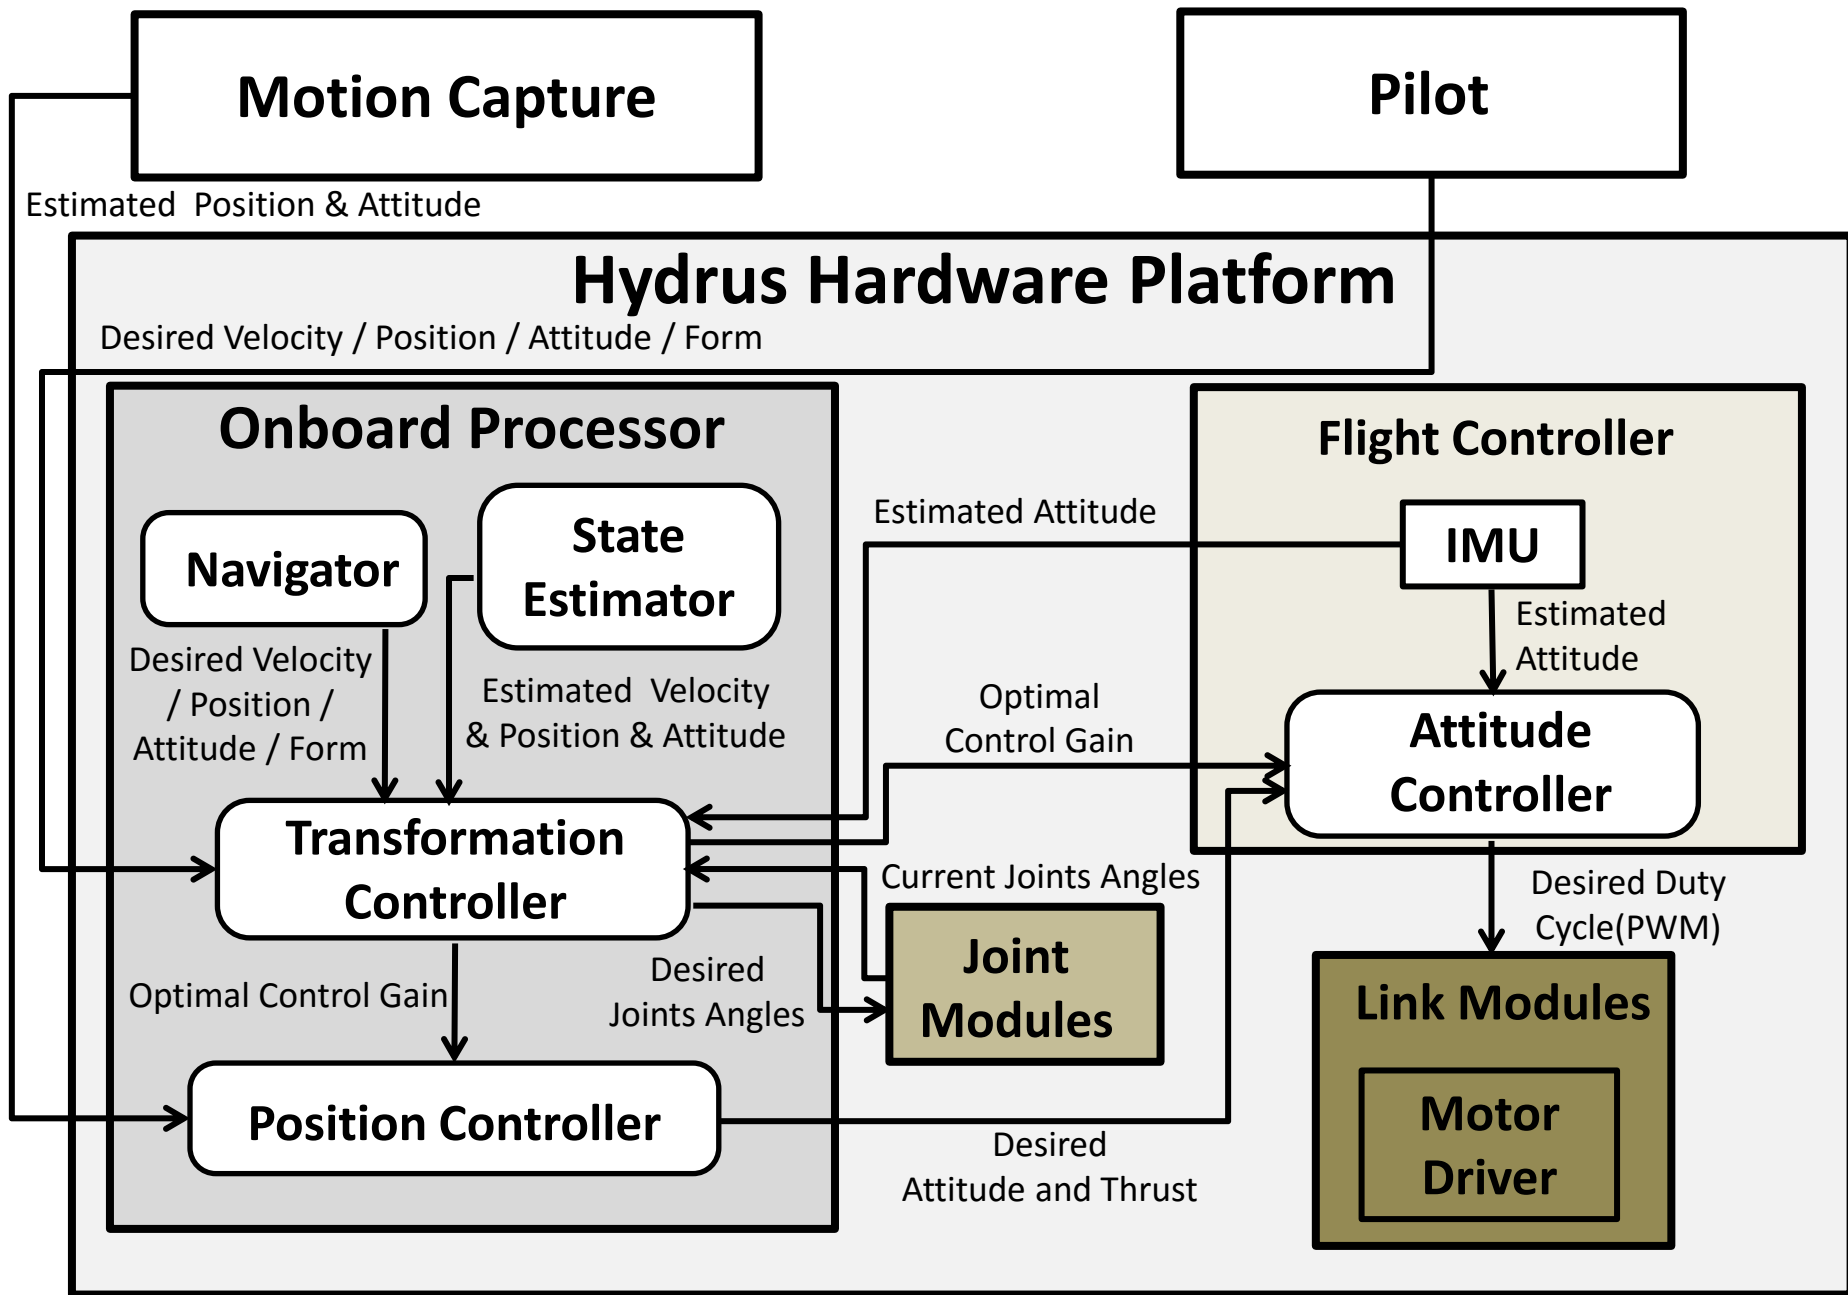 Motion Capture
Pilot
Estimated Position & Attitude
Hydrus Hardware Platform
Desired Velocity / Position / Attitude / Form
Onboard Processor
Flight Controller
Navigator
State
Estimator
Estimated Attitude
IMU
Estimated
Attitude
Desired Velocity
/ Position /
Attitude / Form
Estimated Velocity
& Position & Attitude
Optimal
Control Gain
Attitude
Controller
Transformation
Controller
Current Joints Angles
Desired Duty
Cycle(PWM)
Optimal Control Gain
Desired
Joints Angles
Joint
Modules
Link Modules
Motor
Driver
Position Controller
Desired
Attitude and Thrust